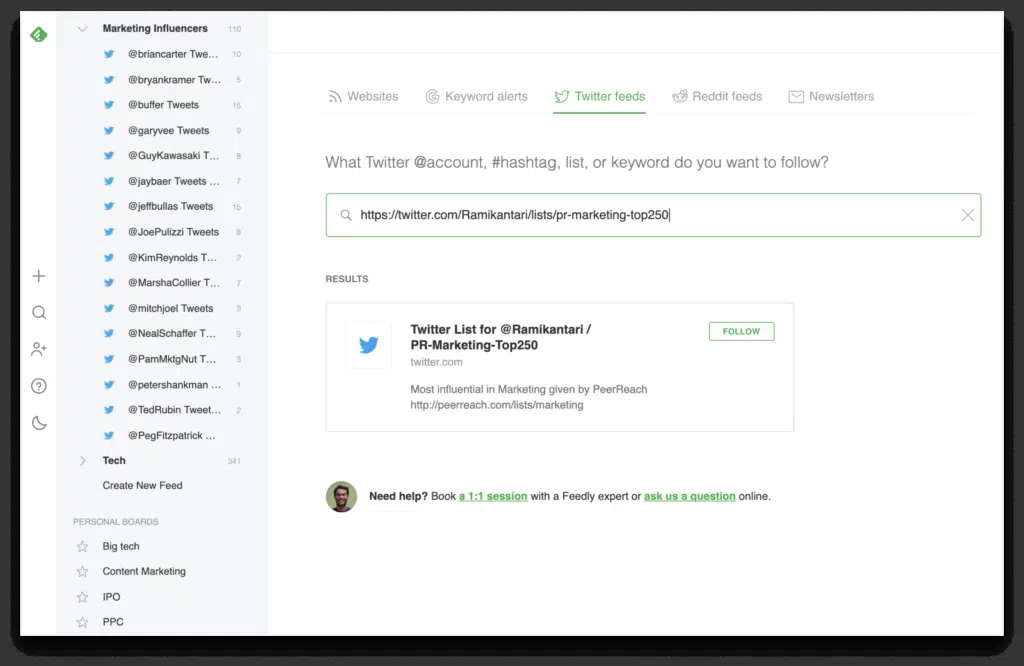 Marketing Influencers 110
@briancarter Twe... 10
@bryankramer Tw... 5
@buffer Tweets 15
@garyvee Tweets 9
@GuyKawasaki T... 8
@jaybaer Tweets ... 7
@jeffbullas Tweets 15
@JoePulizzi Tweets 8
@KimReynolds T... 2
@MarshaCollier T... 7
@mitchjoel Tweets 9
@NealSchaffer T... 9
@PamMktgNut T... 3
@petershankman ... 1
@TedRubin Tweet... 2
@PegFitzpatrick ...
Tech 341
Create New Feed
PERSONAL BOARDS
Big tech
Content Marketing
IPO
PPC
Websites Keyword alerts Twitter feeds Reddit feeds Newsletters
What Twitter @account, #hashtag, list, or keyword do you want to follow?
https://twitter.com/Ramikantari/lists/pr-marketing-top250
RESULTS
Twitter List for @Ramikantari /
PR-Marketing-Top250
FOLLOW
twitter.com
Most influential in Marketing given by PeerReach
http://peerreach.com/lists/marketing
Need help? Book a 1:1 session with a Feedly expert or ask us a question online.